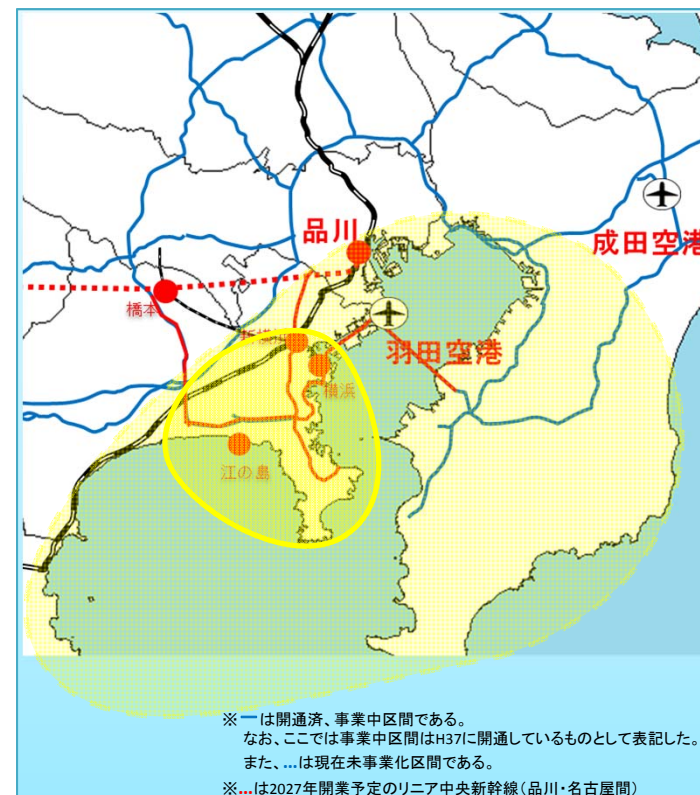 品川
成田空港
橋本
新横浜
羽田空港
横浜
江の島
※ーは開通済、事業中区間である。
なお、ここでは事業中区間はH37に開通しているものとして表記した。
また、…は現在未事業化区間である。
※…は2027年開業予定のリニア中央新幹線(品川・名古屋間)